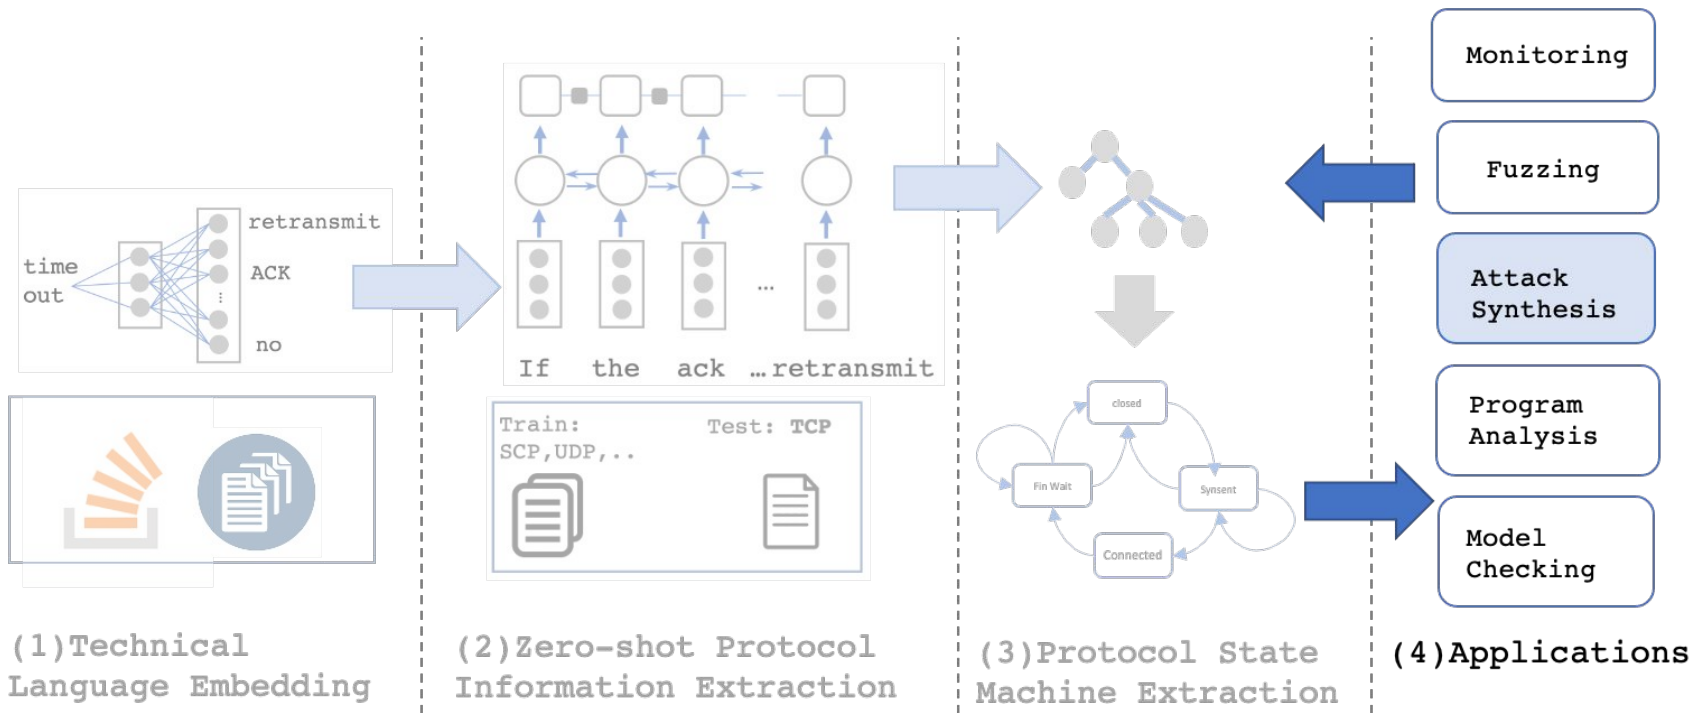 time
out
retransmit
ACK
no
If the ack … retransmit
...
Train:
SCP,UDP,..
Test: TCP
closed
Fin Wait
Synsent
Connected
Monitoring
Fuzzing
Attack
Synthesis
Program
Analysis
Model
Checking
(1)Technical
Language Embedding
(2)Zero-shot Protocol
Information Extraction
(3)Protocol State
Machine Extraction
(4)Applications